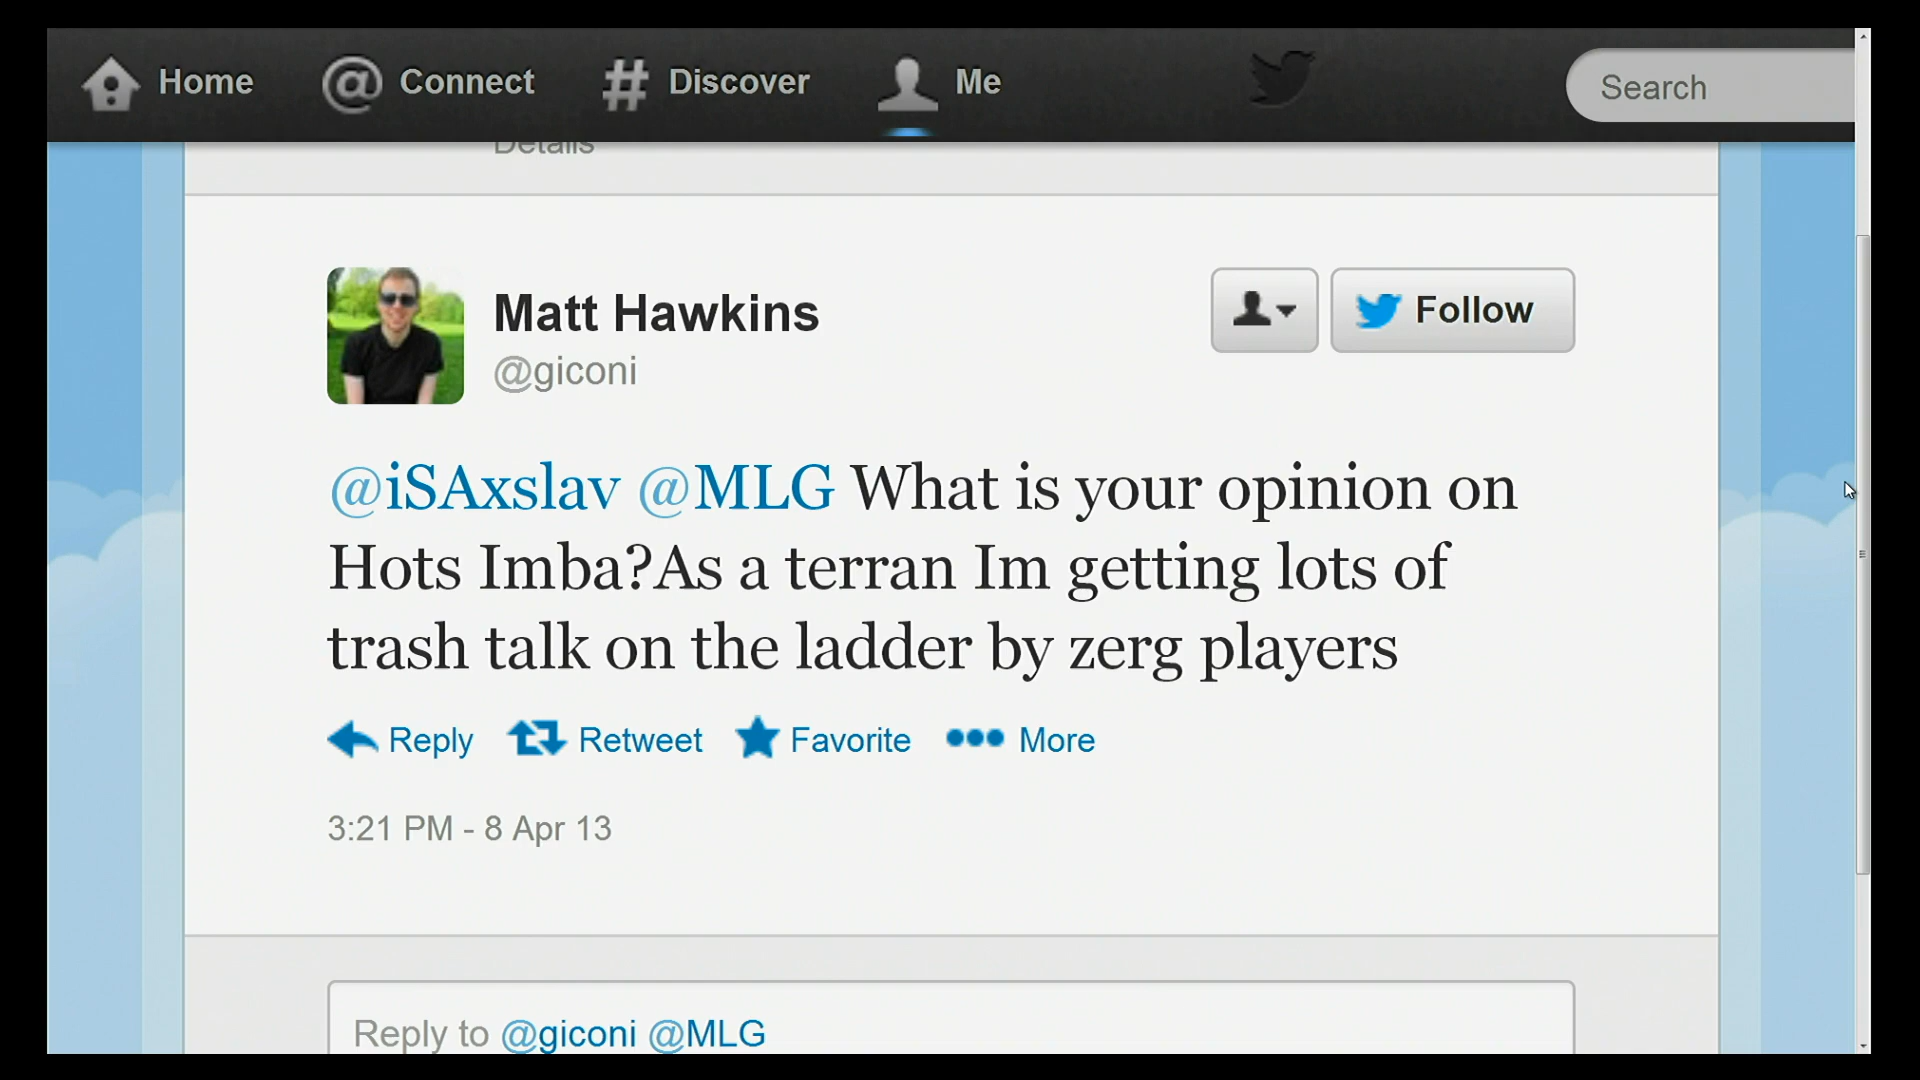 Home @ Connect # Discover Me Search
Details
Matt Hawkins
@giconi
Follow
@iSAxslav @MLG What is your opinion on
Hots Imba?As a terran Im getting lots of
trash talk on the ladder by zerg players
Reply Retweet Favorite More
3:21 PM - 8 Apr 13
Reply to @giconi @MLG